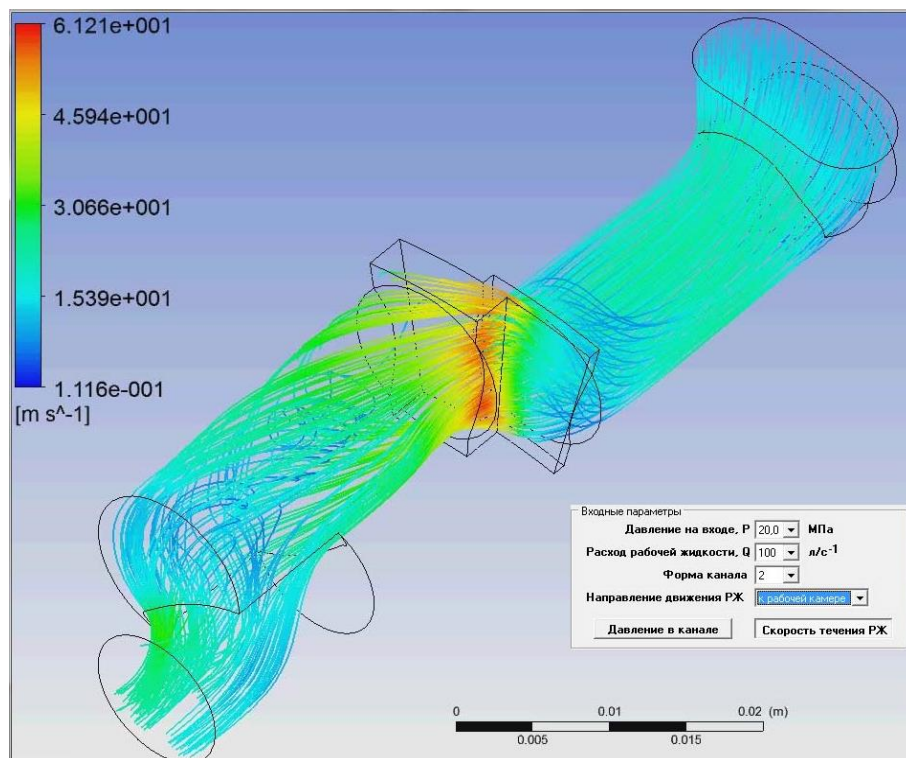 6.121e+001
4.594e+001
3.066e+001
1.539e+001
1.116e-001
[m s^-1]
Входные параметры
Давление на входе, P 20,0 МПа
Расход рабочей жидкости, Q 100 л/с-1
Форма канала 2
Направление движения РЖ к рабочей камере
Давление в канале Скорость течения РЖ
0 0.01 0.02 (m)
0.005 0.015